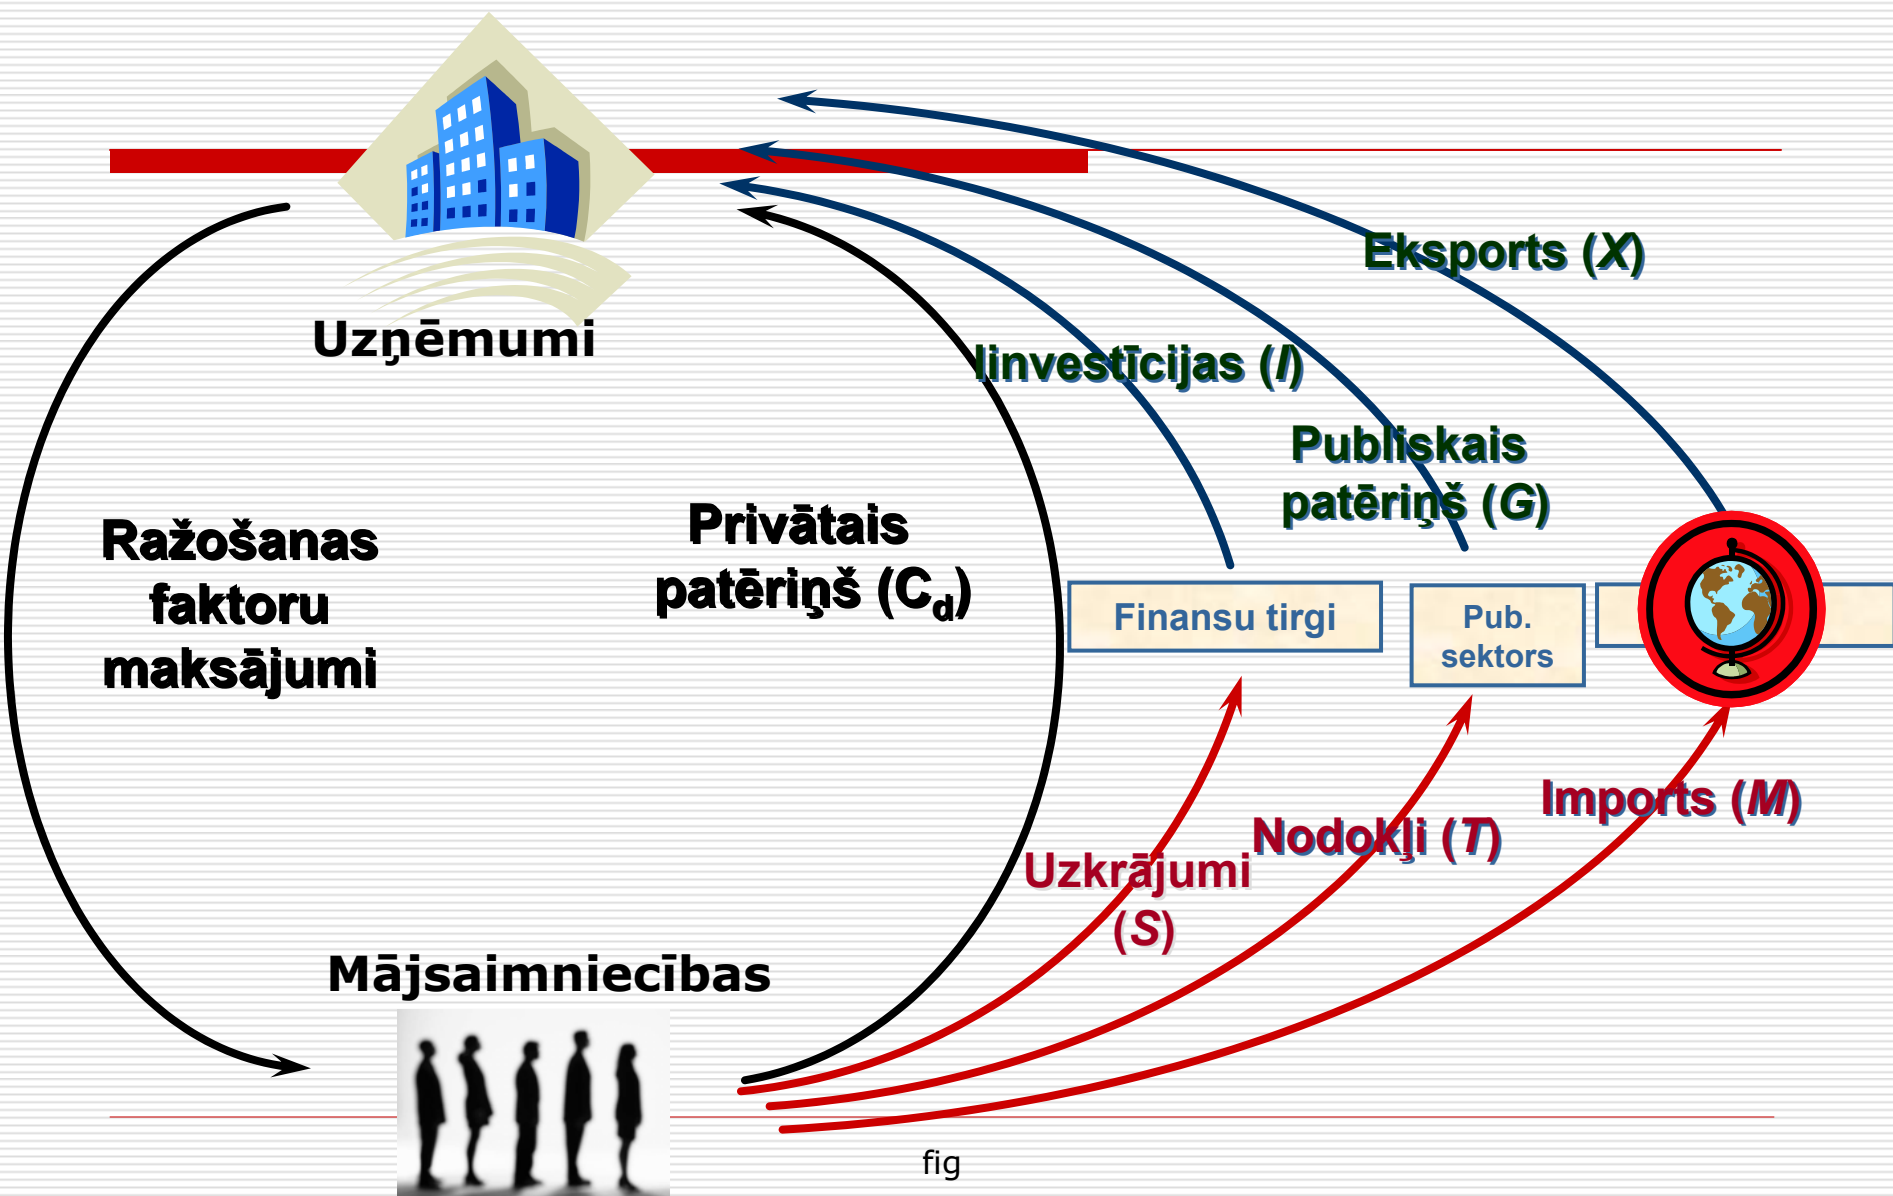 Uzņēmumi
Eksports (X)
Iinvestīcijas (I)
Publiskais
patēriņš (G)
Ražošanas
faktoru
maksājumi
Privātais
patēriņš (Cd)
Finansu tirgi
Pub.
sektors
Imports (M)
Nodokļi (T)
Uzkrājumi
(S)
Mājsaimniecības
fig